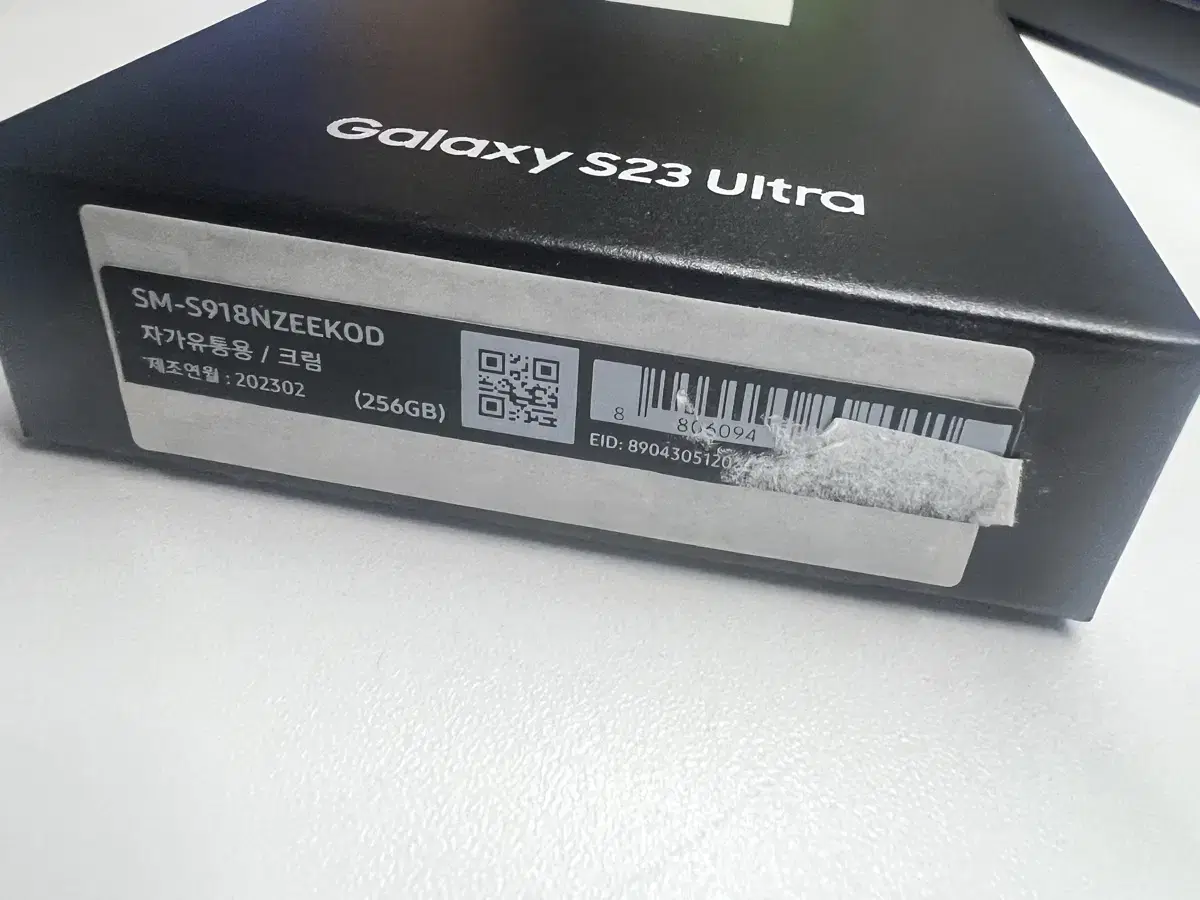 Galaxy S23 Ultra
SM-S918NZEEKOD
자가유통용 / 크림
제조연월 : 202302
(256GB)
8 806094
EID: 8904305120